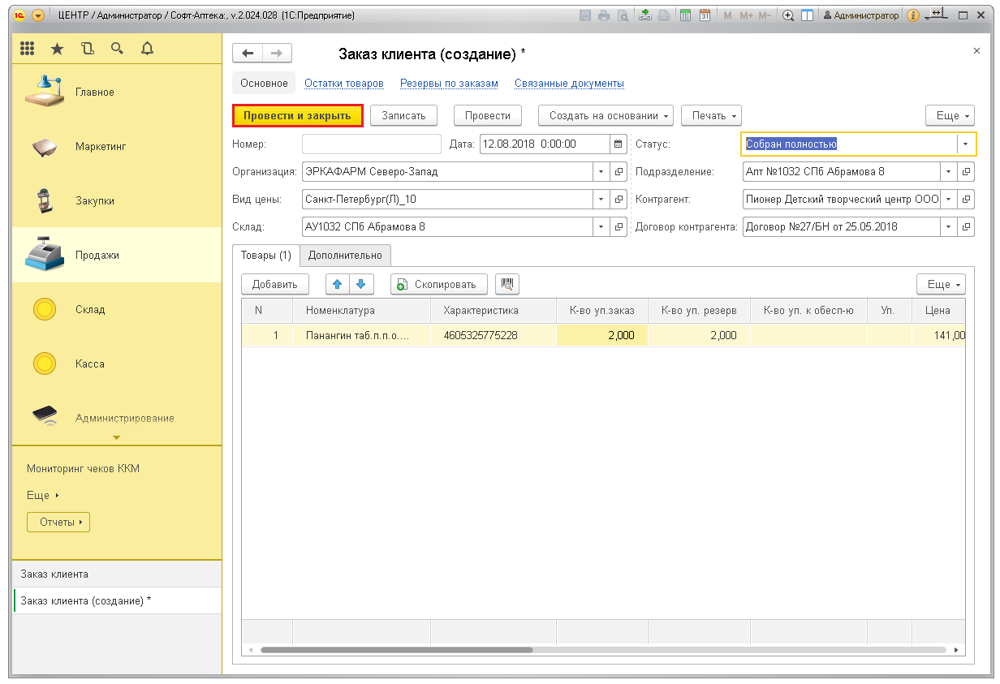 ЦЕНТР / Администратор / Софт-Аптека:, v.2.024.028 (1С:Предприятие)
M M+ M- Администратор
Главное
Маркетинг
Закупки
Продажи
Склад
Касса
Администрирование
Мониторинг чеков ККМ
Еще
Отчеты
Заказ клиента
Заказ клиента (создание) *
Заказ клиента (создание) *
Основное Остатки товаров Резервы по заказам Связанные документы
Провести и закрыть Записать Провести Создать на основании Печать Еще
Номер: Дата: 12.08.2018 0:00:00 Статус: Собран полностью
Организация: ЭРКАФАРМ Северо-Запад Подразделение: Апт №1032 СПб Абрамова 8
Вид цены: Санкт-Петербург(Л)_10 Контрагент: Пионер Детский творческий центр ООО
Склад: АУ1032 СПб Абрамова 8 Договор контрагента: Договор №27/БН от 25.05.2018
Товары (1) Дополнительно
Добавить Скопировать Еще
N Номенклатура Характеристика К-во уп.заказ К-во уп. резерв К-во уп. к обесп-ю Уп. Цена
1 Панангин таб.п.п.о.... 4605325775228 2,000 2,000 141,00